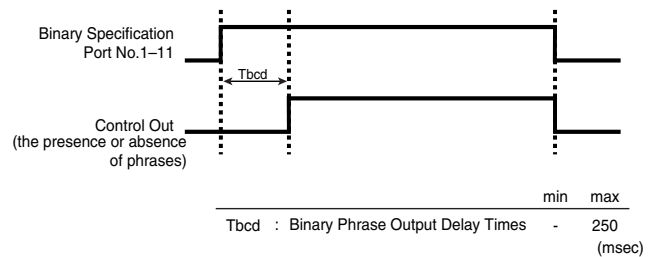 Binary Specification
Port No.1–11
Tbcd
Control Out
(the presence or absence
of phrases)
min max
Tbcd : Binary Phrase Output Delay Times - 250
(msec)